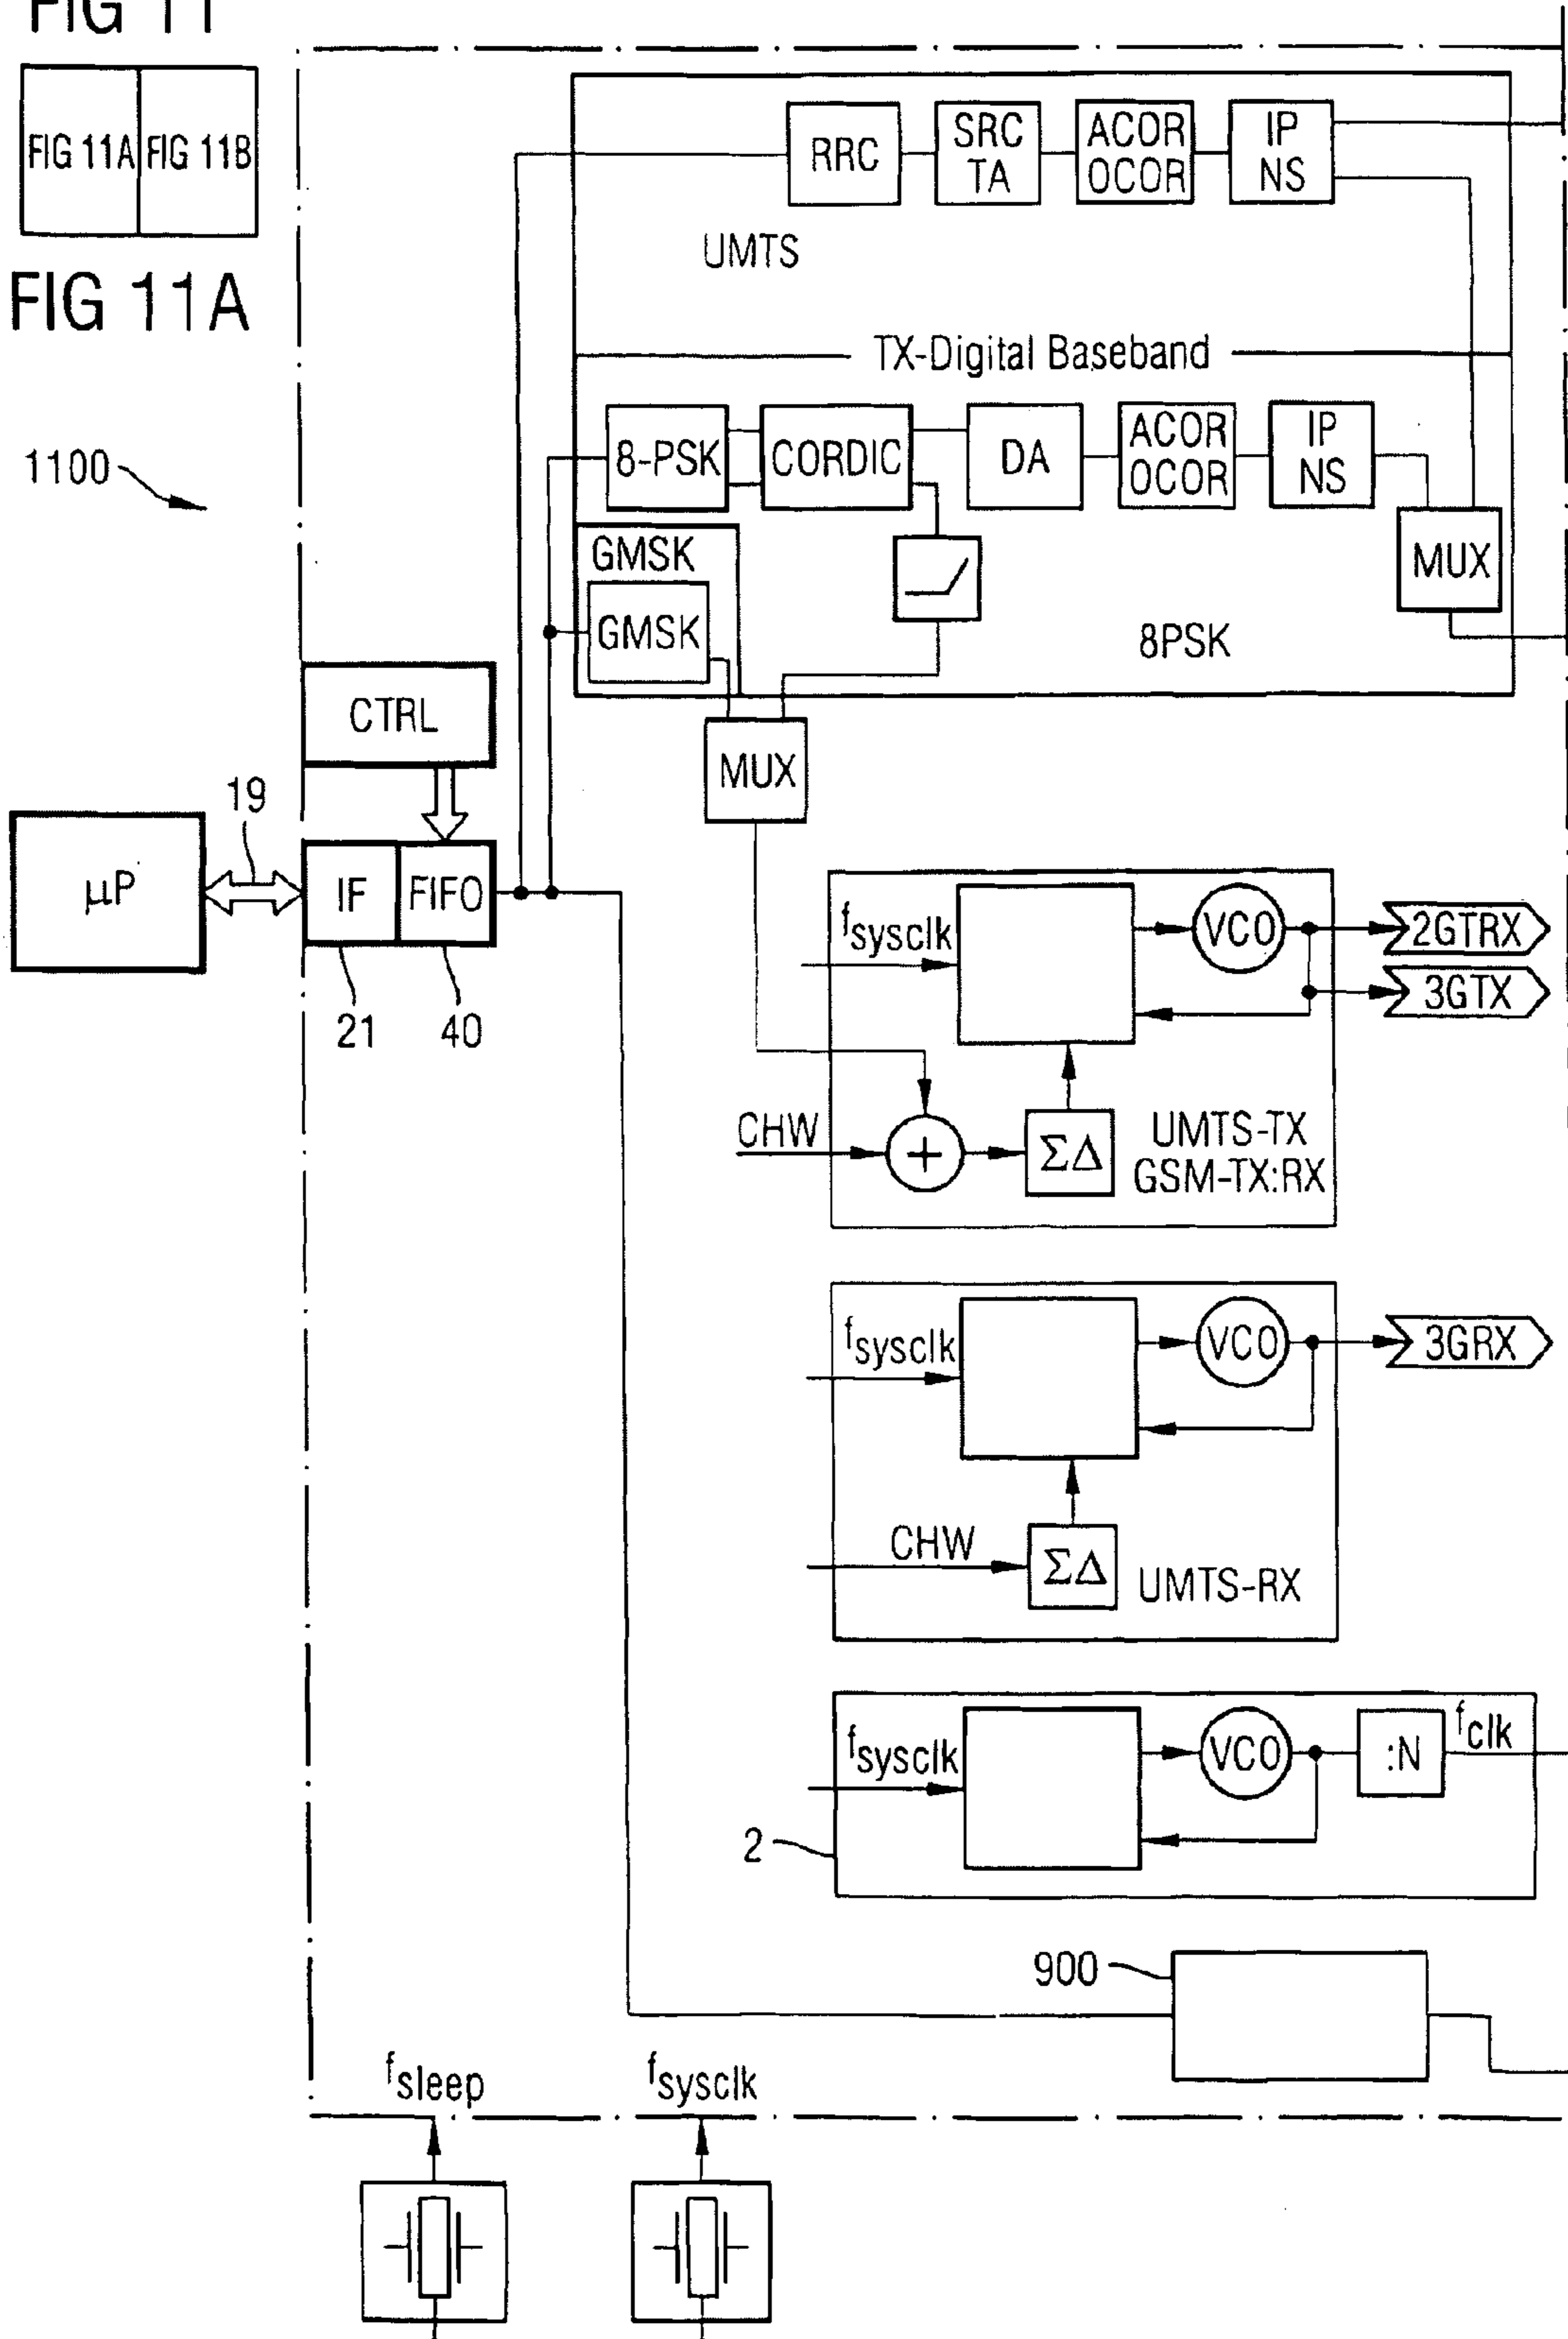 FIG 11
FIG 11A FIG 11B
FIG 11A
1100
RRC
SRC
TA
ACOR
OCOR
IP
NS
UMTS
TX-Digital Baseband
8-PSK
CORDIC
DA
ACOR
OCOR
IP
NS
GMSK
GMSK
MUX
8PSK
CTRL
MUX
19
μP
IF
FIFO
21
40
fsysclk
VCO
2GTRX
3GTX
CHW
+
ΣΔ
UMTS-TX
GSM-TX:RX
fsysclk
VCO
3GRX
CHW
ΣΔ
UMTS-RX
fsysclk
VCO
:N
fclk
2
900
fsleep
fsysclk